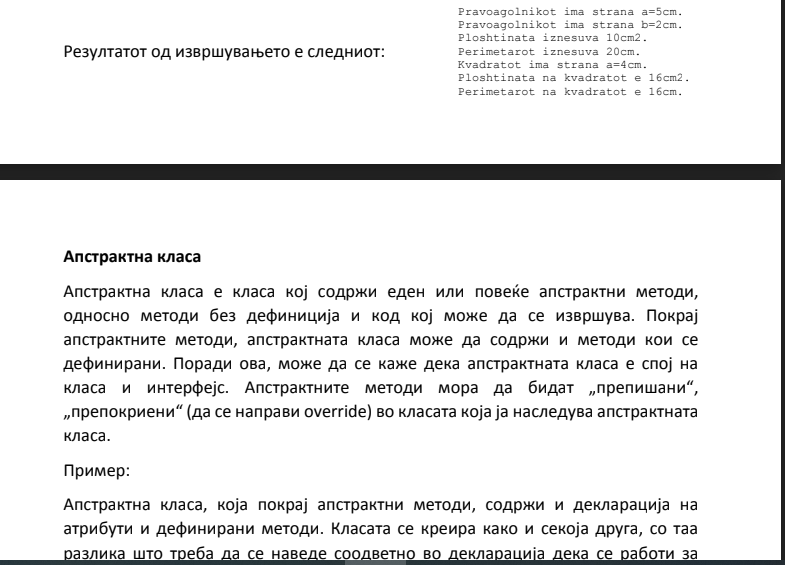 Pravoagolnikot ima strana a=5cm.
Pravoagolnikot ima strana b=2cm.
Ploshtinata iznesuva 10cm2.
Резултатот од извршувањето е следниот:
Perimetarot iznesuva 20cm.
Kvadratot ima strana a=4cm.
Ploshtinata na kvadratot e 16cm2.
Perimetarot na kvadratot e 16cm.
Апстрактна класа
Апстрактна класа е класа кој содржи еден или повеќе апстрактни методи,
односно методи без дефиниција и код кој може да се извршува. Покрај
апстрактните методи, апстрактната класа може да содржи и методи кои се
дефинирани. Поради ова, може да се каже дека апстрактната класа е спој на
класа и интерфејс. Апстрактните методи мора да бидат „препишани“,
„препокриени“ (да се направи override) во класата која ја наследува апстрактната
класа.
Пример:
Апстрактна класа, која покрај апстрактни методи, содржи и декларација на
атрибути и дефинирани методи. Класата се креира како и секоја друга, со таа
разлика што треба да се наведе соодветно во декларација дека се работи за